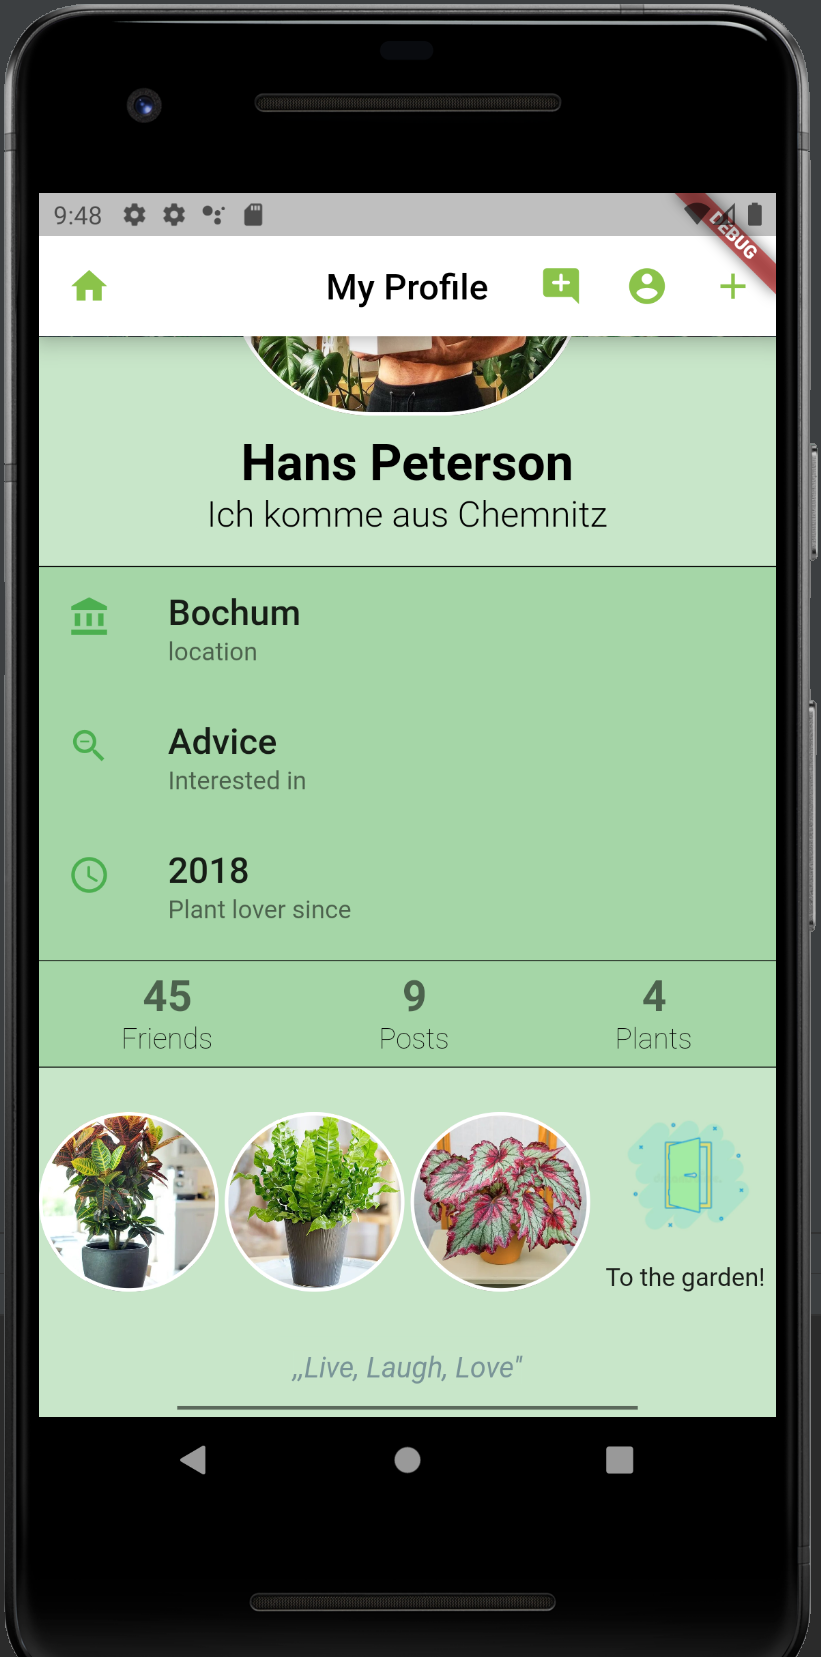 9:48
DEBUG
My Profile
Hans Peterson
Ich komme aus Chemnitz
Bochum
location
Advice
Interested in
2018
Plant lover since
45 9 4
Friends Posts Plants
To the garden!
,,Live, Laugh, Love"